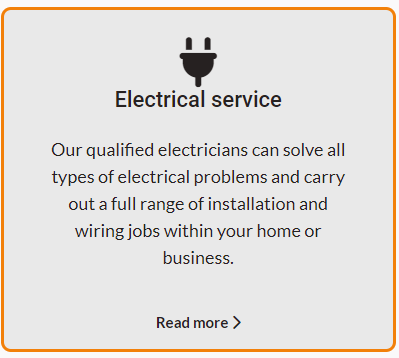 Electrical service
Our qualified electricians can solve all
types of electrical problems and carry
out a full range of installation and
wiring jobs within your home or
business.
Read more